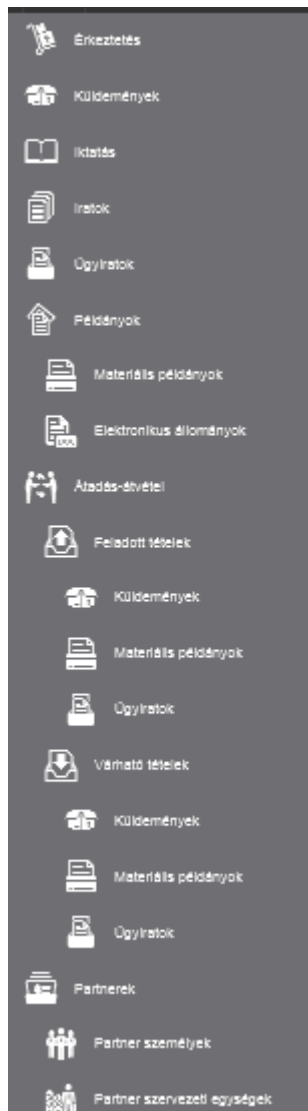 Érkeztetés
Küldemények
Iktatás
Iratok
Ügyiratok
Példányok
Materiális példányok
Elektronikus állományok
Átadás-átvétel
Feladott tételek
Küldemények
Materiális példányok
Ügyiratok
Várható tételek
Küldemények
Materiális példányok
Ügyiratok
Partnerek
Partner személyek
Partner szervezeti egységek